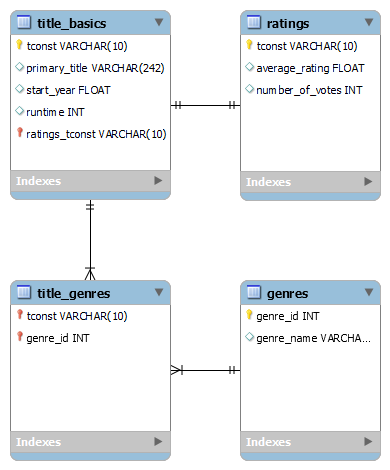 title_basics
tconst VARCHAR(10)
primary_title VARCHAR(242)
start_year FLOAT
runtime INT
ratings_tconst VARCHAR(10)
Indexes
ratings
tconst VARCHAR(10)
average_rating FLOAT
number_of_votes INT
Indexes
title_genres
tconst VARCHAR(10)
genre_id INT
Indexes
genres
genre_id INT
genre_name VARCHA...
Indexes